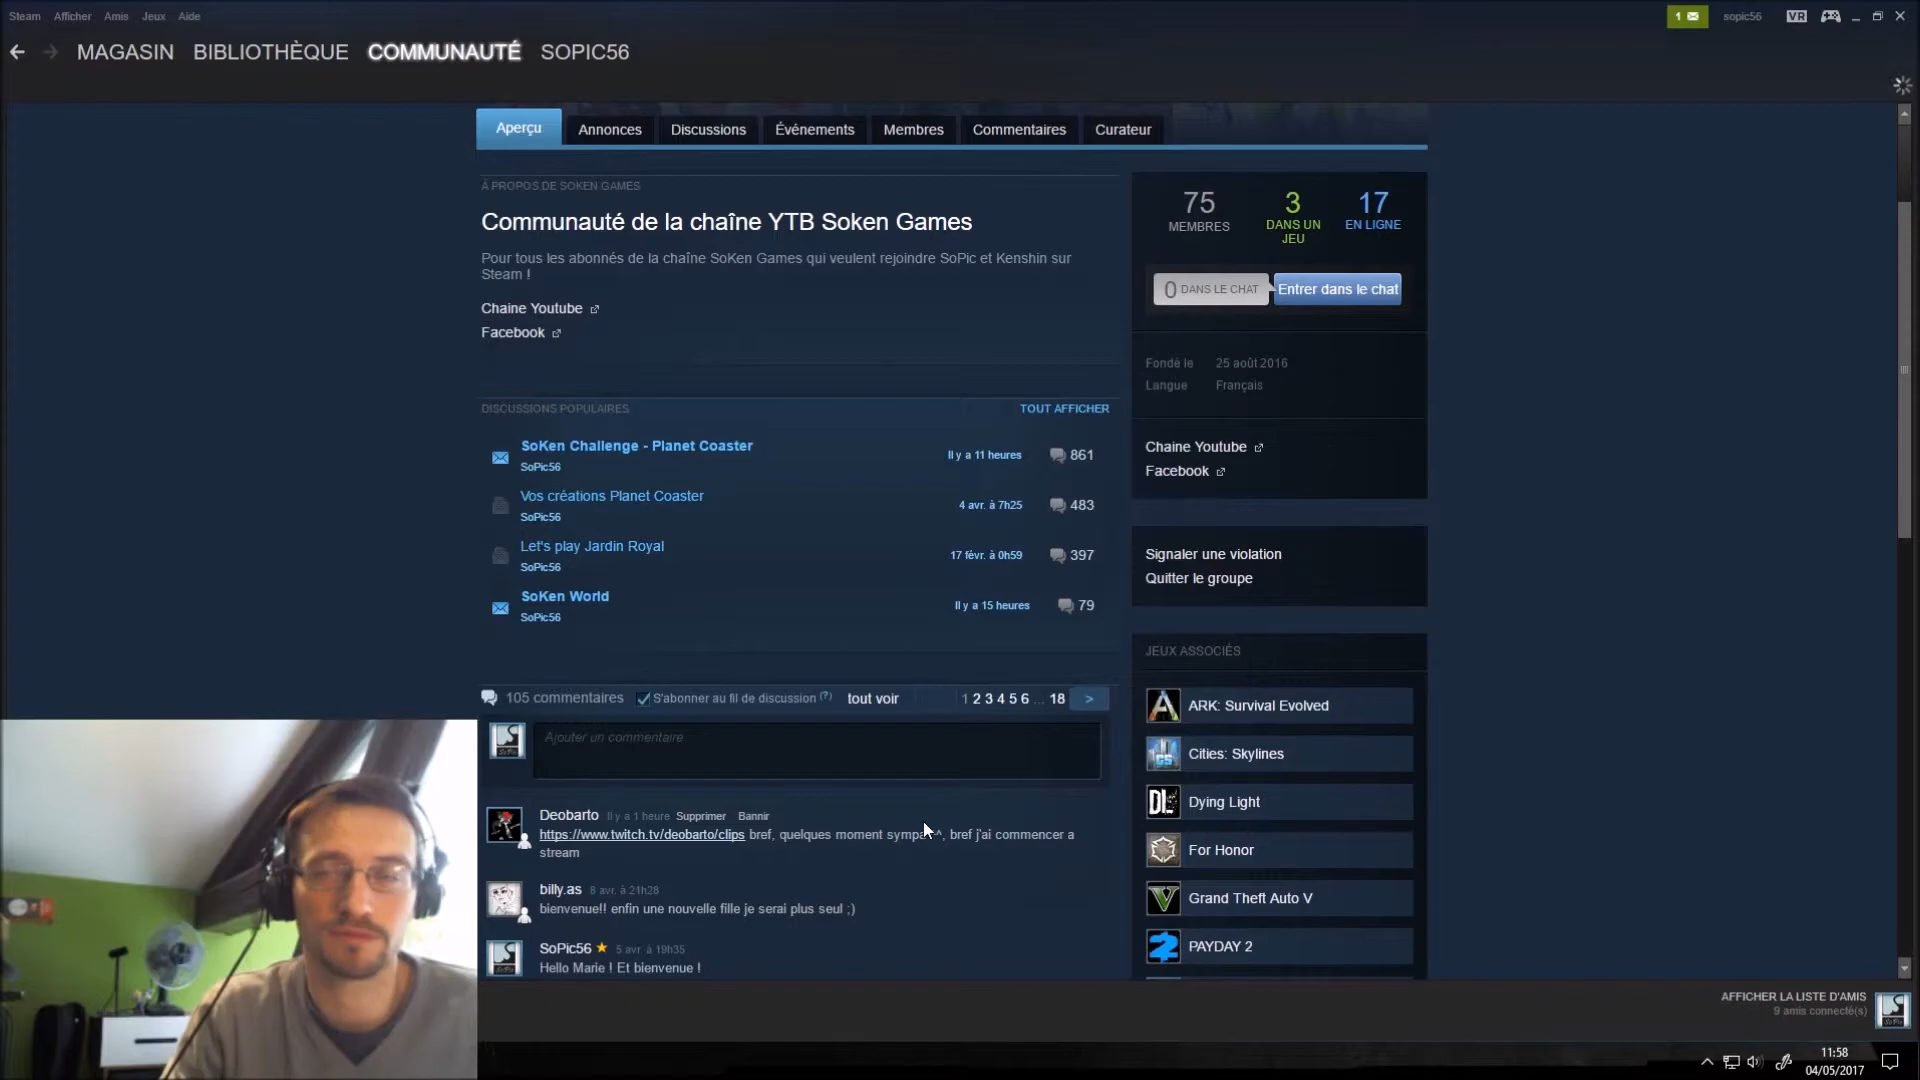 Steam Afficher Amis Jeux Aide
1 sopic56 VR
MAGASIN BIBLIOTHÈQUE COMMUNAUTÉ SOPIC56
Aperçu Annonces Discussions Événements Membres Commentaires Curateur
À PROPOS DE SOKEN GAMES
Communauté de la chaîne YTB Soken Games
Pour tous les abonnés de la chaîne SoKen Games qui veulent rejoindre SoPic et Kenshin sur
Steam !
Chaine Youtube
Facebook
75 3 17
MEMBRES DANS UN EN LIGNE
JEU
0 DANS LE CHAT Entrer dans le chat
Fondé le 25 août 2016
Langue Français
Chaine Youtube
Facebook
Signaler une violation
Quitter le groupe
DISCUSSIONS POPULAIRES TOUT AFFICHER
SoKen Challenge - Planet Coaster
SoPic56
Il y a 11 heures 861
Vos créations Planet Coaster
SoPic56
4 avr. à 7h25 483
Let's play Jardin Royal
SoPic56
17 févr. à 0h59 397
SoKen World
SoPic56
Il y a 15 heures 79
105 commentaires S'abonner au fil de discussion (?) tout voir 1 2 3 4 5 6 ... 18 >
Ajouter un commentaire
Deobarto Il y a 1 heure Supprimer Bannir
https://www.twitch.tv/deobarto/clips bref, quelques moment sympa ^, bref j'ai commencer a
stream
billy.as 8 avr. à 21h28
bienvenue!! enfin une nouvelle fille je serai plus seul ;)
SoPic56 5 avr. à 19h35
Hello Marie ! Et bienvenue !
JEUX ASSOCIÉS
ARK: Survival Evolved
Cities: Skylines
Dying Light
For Honor
Grand Theft Auto V
PAYDAY 2
AFFICHER LA LISTE D'AMIS
9 amis connecté(s)
11:58
04/05/2017